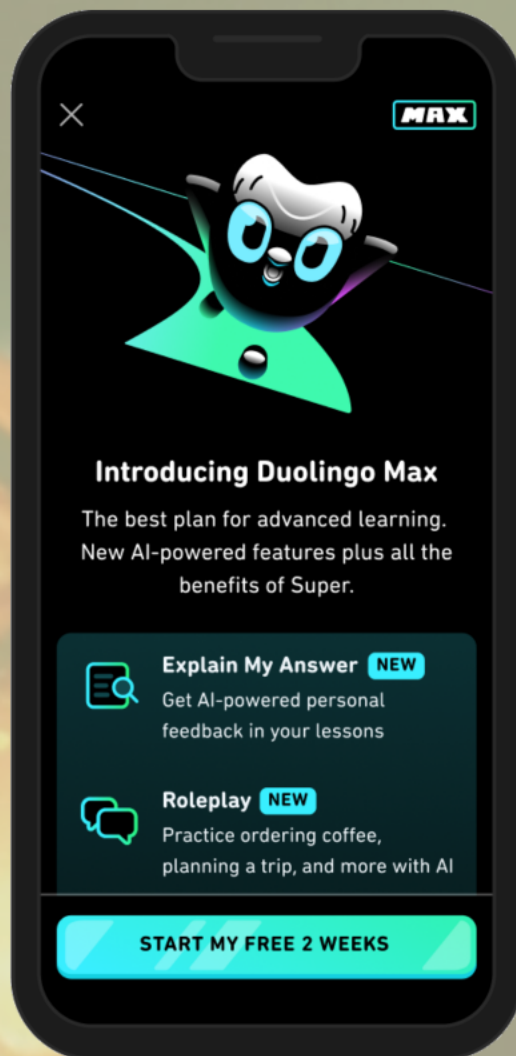 MAX
Introducing Duolingo Max
The best plan for advanced learning.
New AI-powered features plus all the
benefits of Super.
Explain My Answer NEW
Get AI-powered personal
feedback in your lessons
Roleplay NEW
Practice ordering coffee,
planning a trip, and more with AI
START MY FREE 2 WEEKS